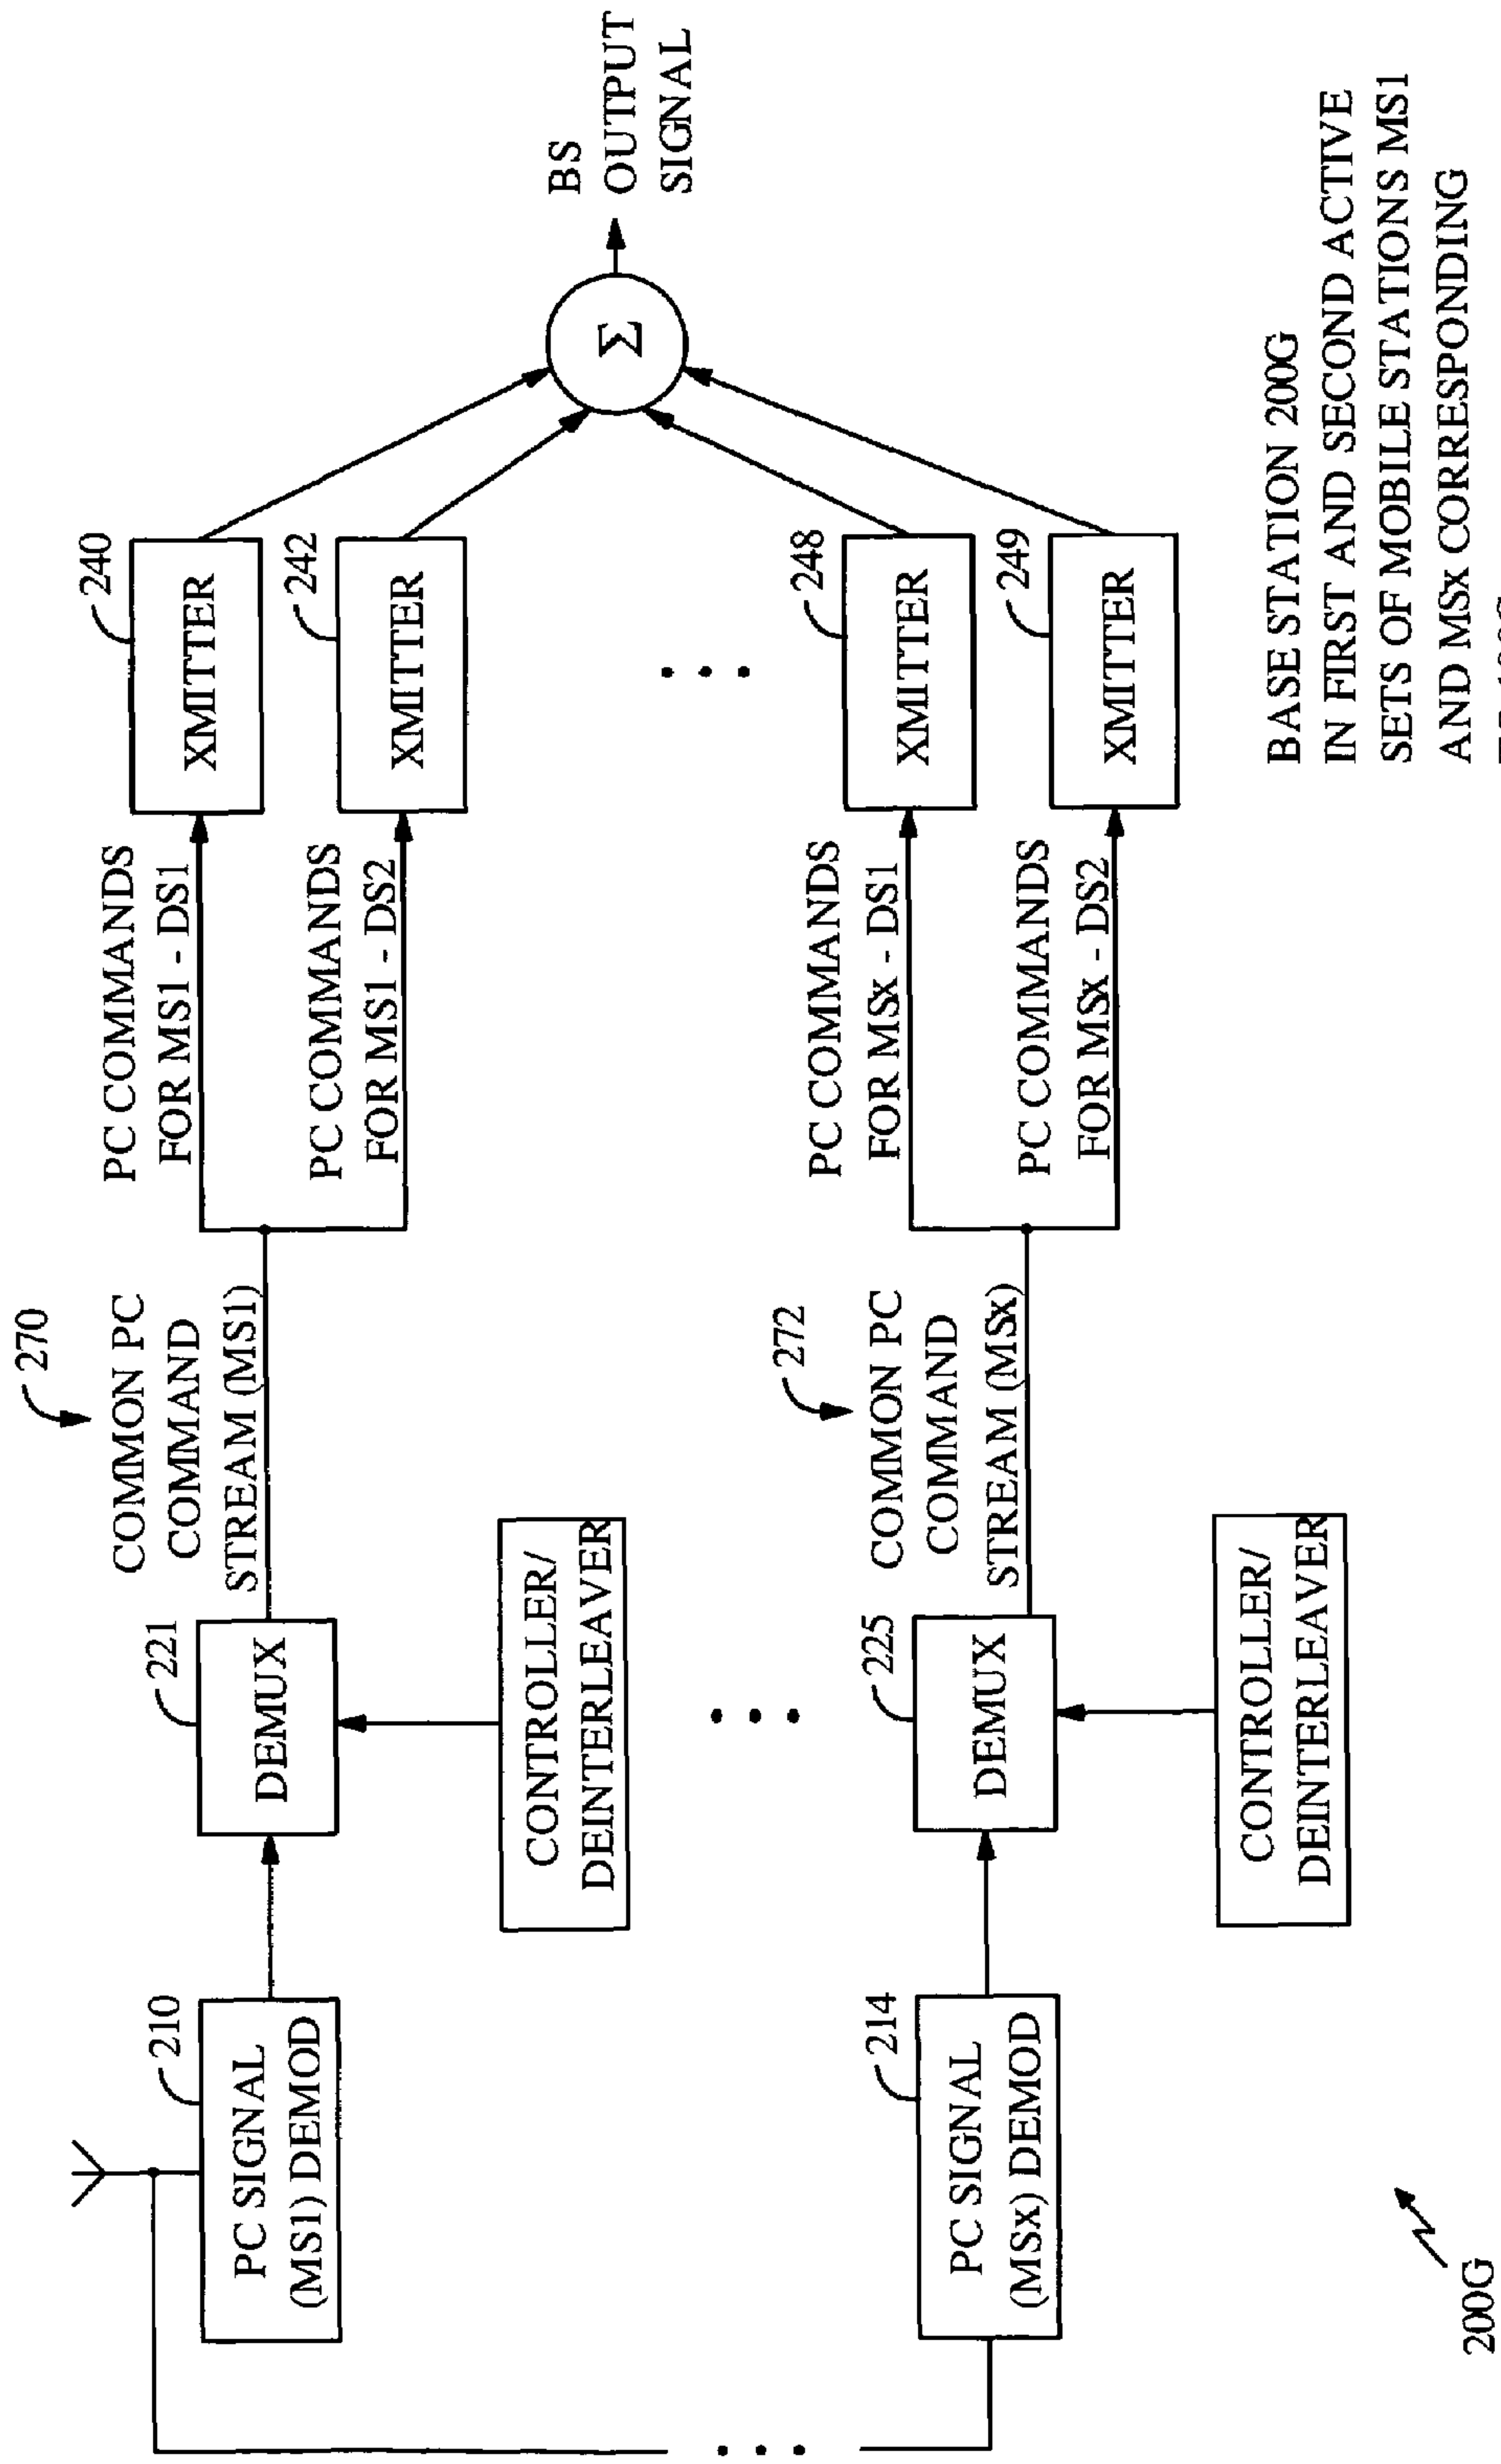 270
COMMON PC
COMMAND
STREAM (MS1)
210
PC SIGNAL
(MS1) DEMOD
221
DEMUX
CONTROLLER/
DEINTERLEAVER
PC COMMANDS
FOR MS1 - DS1
240
XMITTER
PC COMMANDS
FOR MS1 - DS2
242
XMITTER
Σ
BS
OUTPUT
SIGNAL
272
COMMON PC
COMMAND
STREAM (MSx)
214
PC SIGNAL
(MSx) DEMOD
225
DEMUX
CONTROLLER/
DEINTERLEAVER
PC COMMANDS
FOR MSx - DS1
248
XMITTER
PC COMMANDS
FOR MSx - DS2
249
XMITTER
200G
BASE STATION 200G
IN FIRST AND SECOND ACTIVE
SETS OF MOBILE STATIONS MS1
AND MSx CORRESPONDING